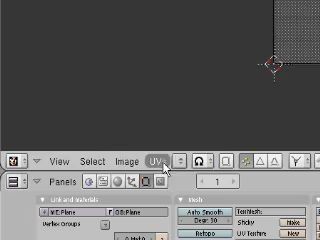 View Select Image UVs
Panels 1
Link and Materials
Mesh
ME:Plane F OB:Plane
Auto Smooth
Degr: 30
TexMesh:
Vertex Groups
Sticky Make
Retopo UV Texture New